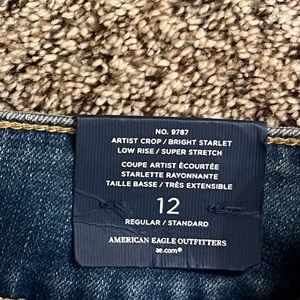 NO. 9787
ARTIST CROP / BRIGHT STARLET
LOW RISE / SUPER STRETCH
COUPE ARTIST ÉCOURTÉE
STARLETTE RAYONNANTE
TAILLE BASSE / TRÈS EXTENSIBLE
12
REGULAR / STANDARD
AMERICAN EAGLE OUTFITTERS
ae.com®